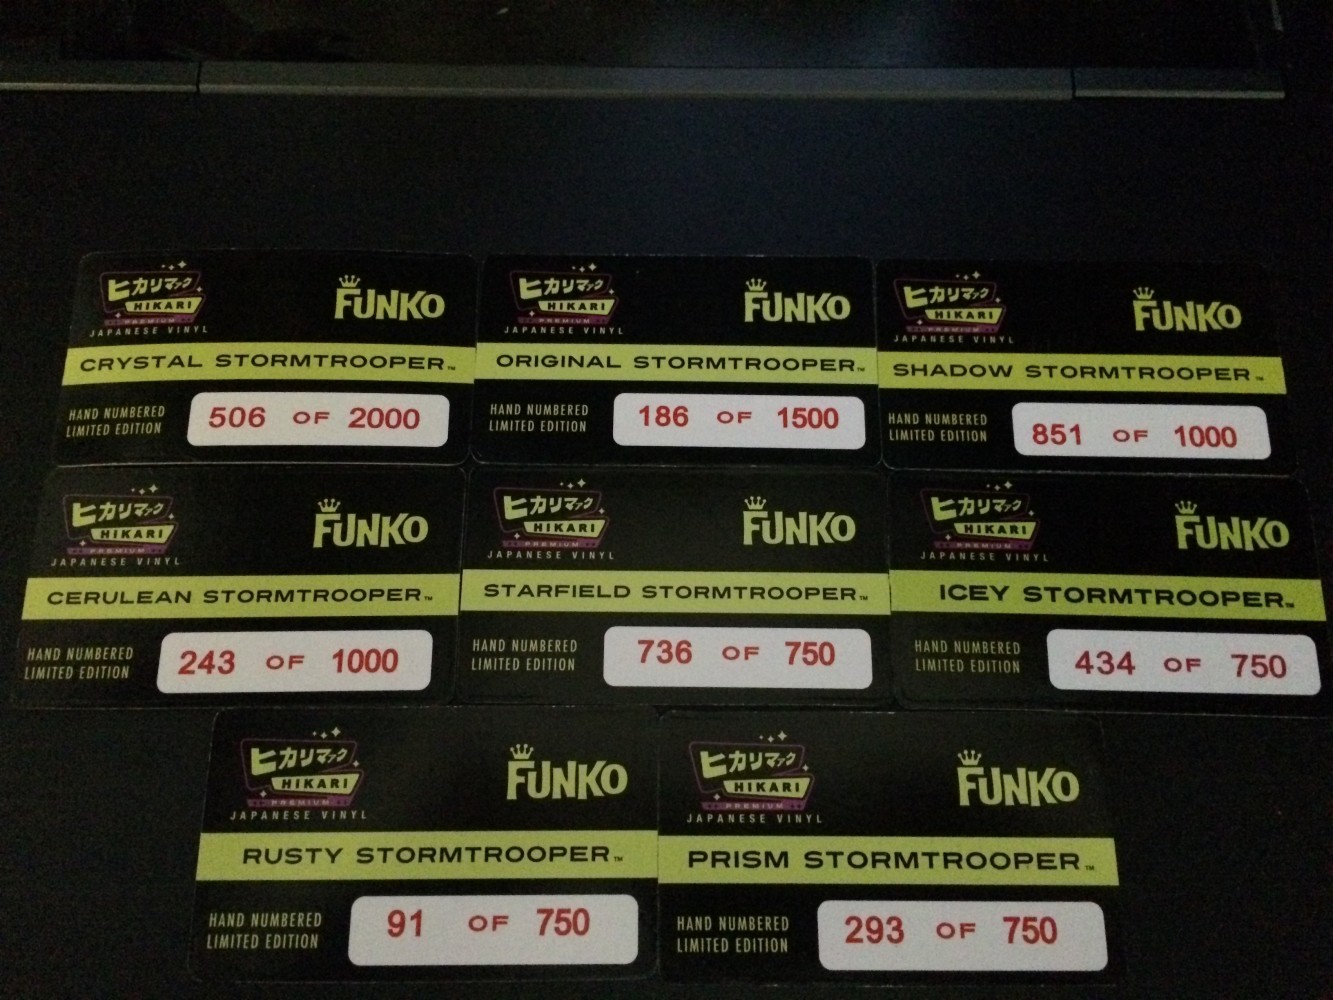 ヒカリマック
HIKARI
PREMIUM
JAPANESE VINYL
FUNKO
CRYSTAL STORMTROOPER™
HAND NUMBERED
LIMITED EDITION
506 OF 2000
ヒカリマック
HIKARI
PREMIUM
JAPANESE VINYL
FUNKO
ORIGINAL STORMTROOPER™
HAND NUMBERED
LIMITED EDITION
186 OF 1500
ヒカリマック
HIKARI
PREMIUM
JAPANESE VINYL
FUNKO
SHADOW STORMTROOPER™
HAND NUMBERED
LIMITED EDITION
851 OF 1000
ヒカリマック
HIKARI
PREMIUM
JAPANESE VINYL
FUNKO
CERULEAN STORMTROOPER™
HAND NUMBERED
LIMITED EDITION
243 OF 1000
ヒカリマック
HIKARI
PREMIUM
JAPANESE VINYL
FUNKO
STARFIELD STORMTROOPER™
HAND NUMBERED
LIMITED EDITION
736 OF 750
ヒカリマック
HIKARI
PREMIUM
JAPANESE VINYL
FUNKO
ICEY STORMTROOPER™
HAND NUMBERED
LIMITED EDITION
434 OF 750
ヒカリマック
HIKARI
PREMIUM
JAPANESE VINYL
FUNKO
RUSTY STORMTROOPER™
HAND NUMBERED
LIMITED EDITION
91 OF 750
ヒカリマック
HIKARI
PREMIUM
JAPANESE VINYL
FUNKO
PRISM STORMTROOPER™
HAND NUMBERED
LIMITED EDITION
293 OF 750